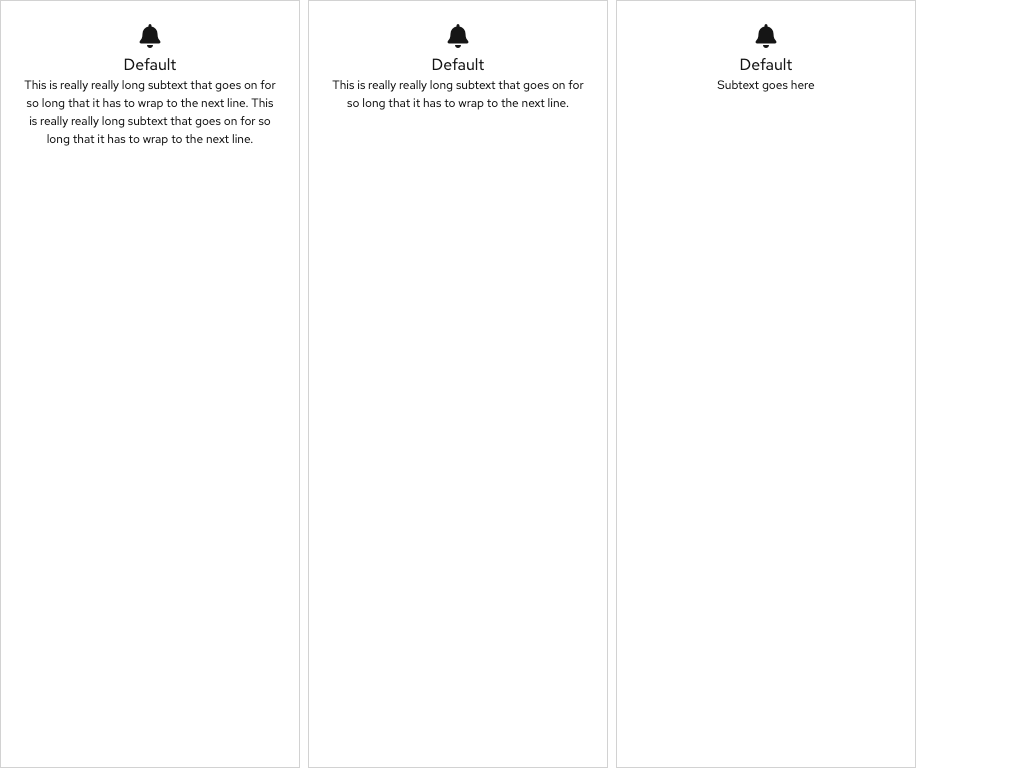 Default
This is really really long subtext that goes on for
so long that it has to wrap to the next line. This
is really really long subtext that goes on for so
long that it has to wrap to the next line.
Default
This is really really long subtext that goes on for
so long that it has to wrap to the next line.
Default
Subtext goes here